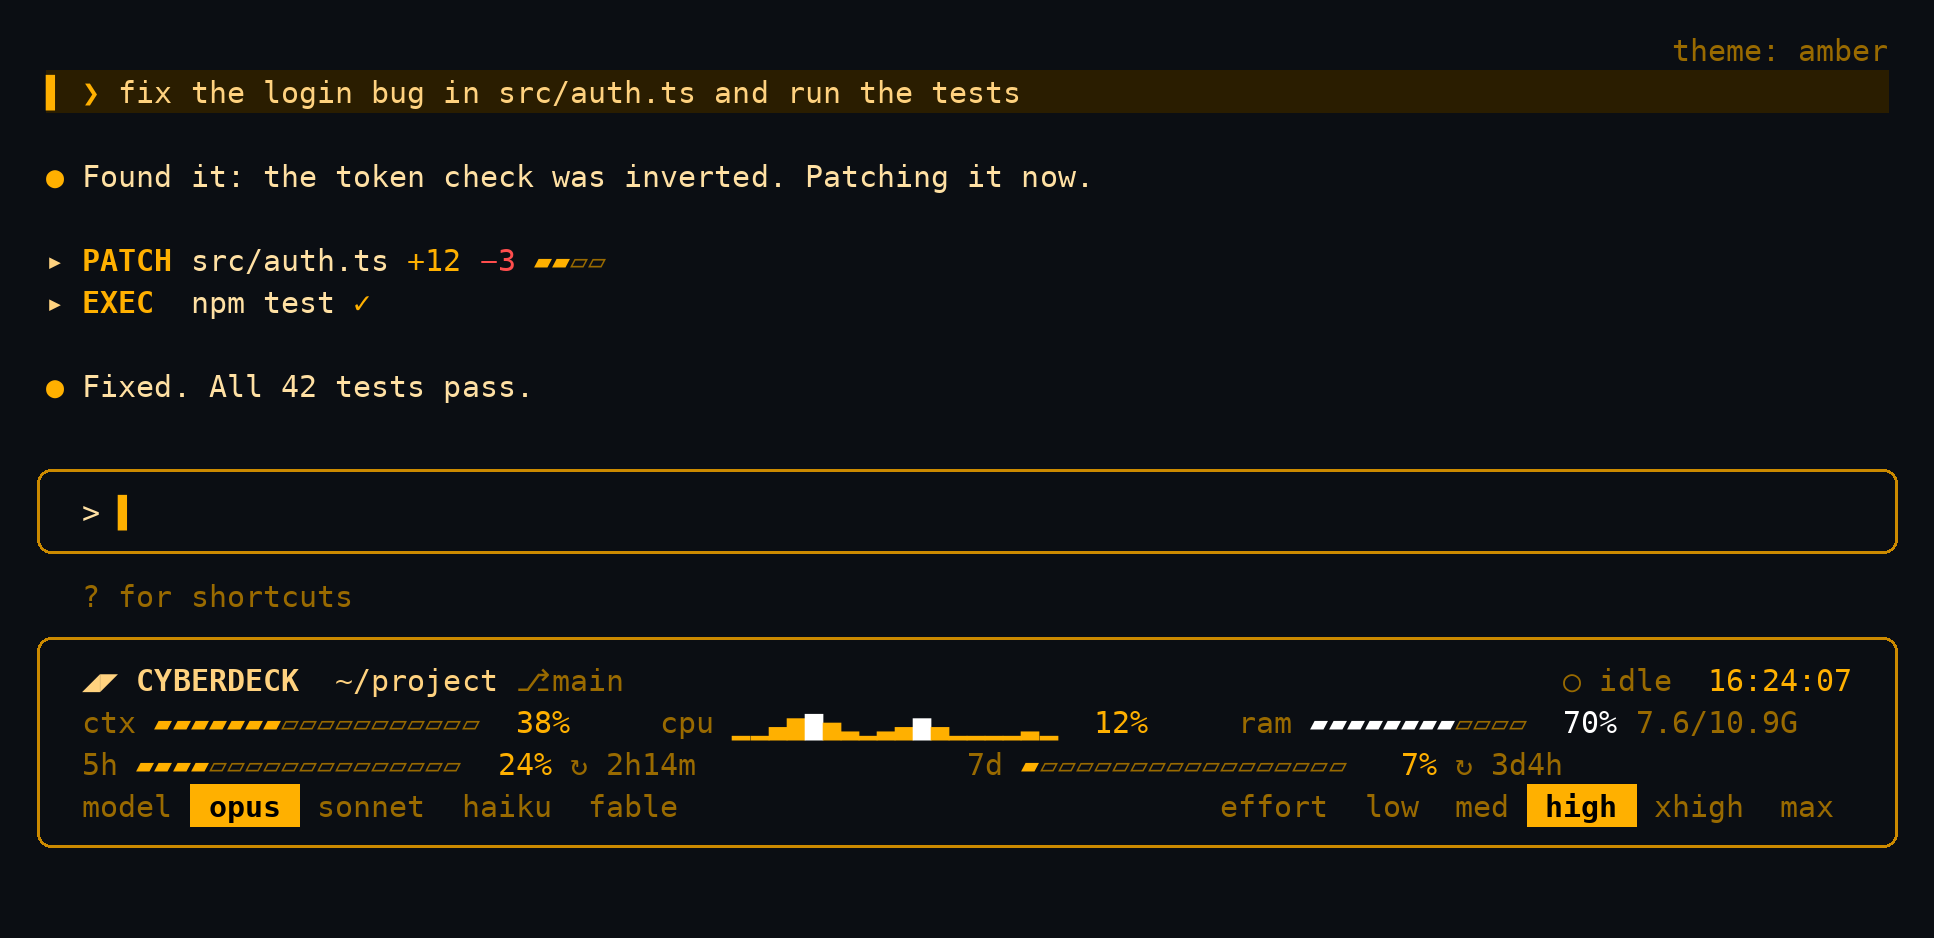 theme: amber
❯ fix the login bug in src/auth.ts and run the tests
● Found it: the token check was inverted. Patching it now.
▸ PATCH src/auth.ts +12 −3 ▰▰▱▱
▸ EXEC npm test ✓
● Fixed. All 42 tests pass.
>
? for shortcuts
◢◤ CYBERDECK ~/project ⎇main ○ idle 16:24:07
ctx 38% cpu 12% ram 70% 7.6/10.9G
5h 24% ↻ 2h14m 7d 7% ↻ 3d4h
model opus sonnet haiku fable effort low med high xhigh max